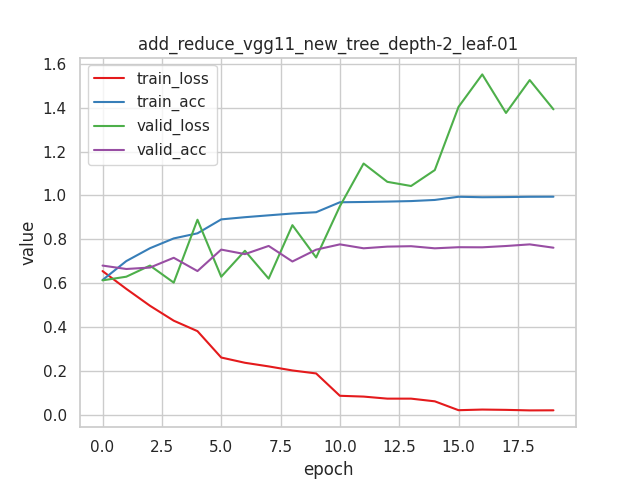 add_reduce_vgg11_new_tree_depth-2_leaf-01
train_loss
train_acc
valid_loss
valid_acc
value
1.6
1.4
1.2
1.0
0.8
0.6
0.4
0.2
0.0
0.0 2.5 5.0 7.5 10.0 12.5 15.0 17.5
epoch